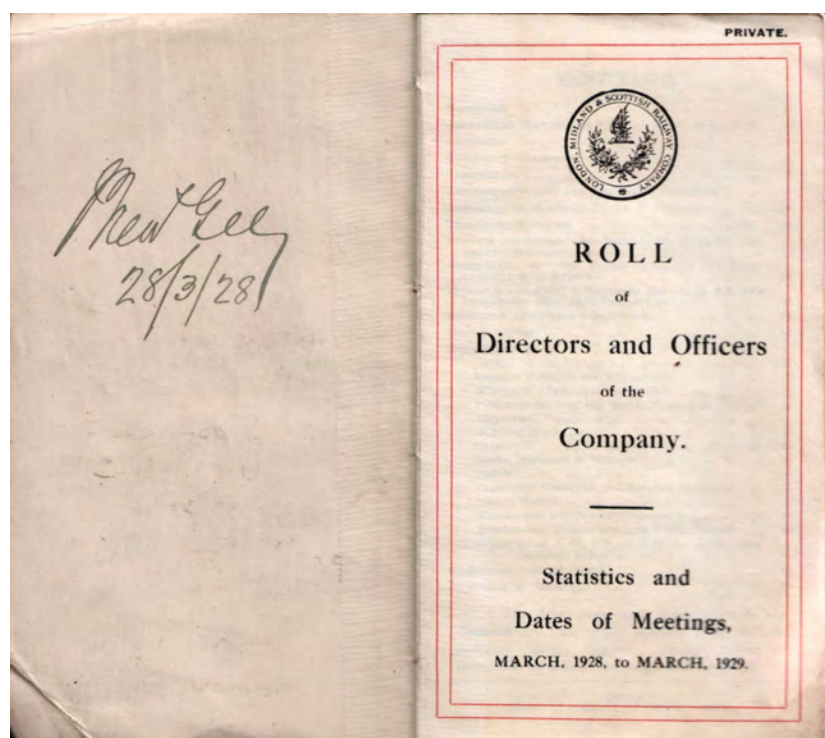 28/3/28
PRIVATE.
LONDON, MIDLAND & SCOTTISH RAILWAY COMPANY
ROLL
of
Directors and Officers
of the
Company.
Statistics and
Dates of Meetings,
MARCH, 1928, to MARCH, 1929.